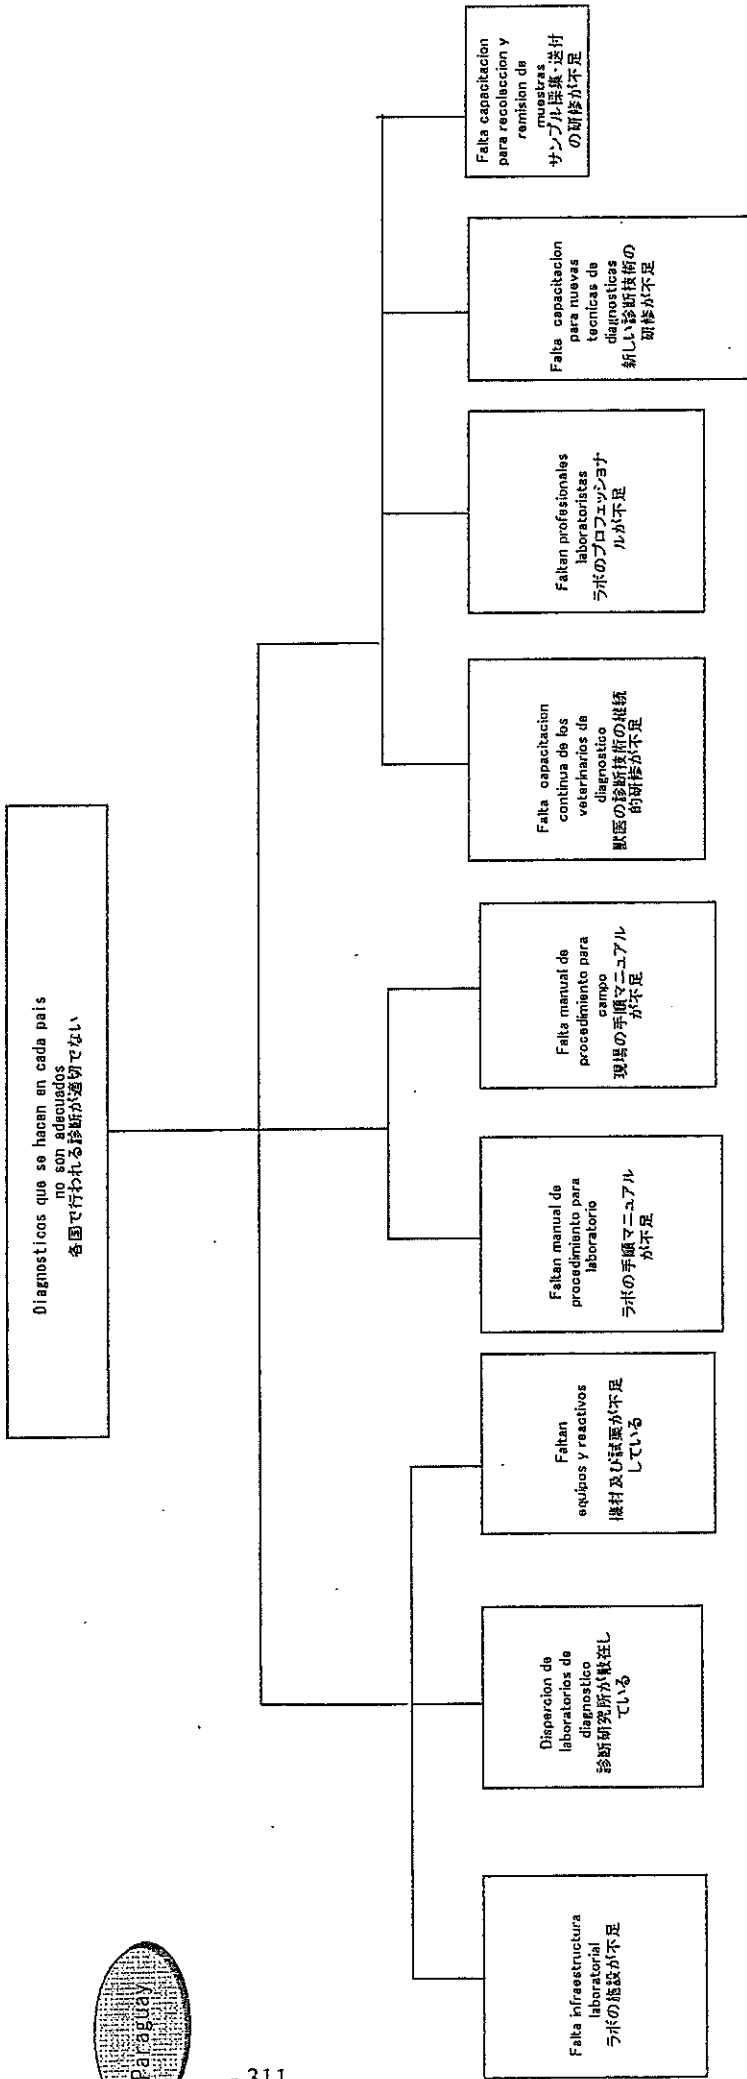 Paraguay
Diagnosticos que se hacen en cada pais
no son adecuados
各国で行われる診断が適切でない
Falta infraestructura
laboratorial
ラボの施設が不足
Dispercion de
laboratorios de
diagnostico
診断研究所が散在し
ている
Faltan
equipos y reactivos
機材及び試薬が不足
している
Faltan manual de
procedimiento para
laboratorio
ラボの手順マニュアル
が不足
Falta manual de
procedimiento para
campo
現場の手順マニュアル
が不足
Falta capacitacion
continua de los
veterinarios de
diagnostico
獣医の診断技術の継続
的研修が不足
Faltan profesionales
laboratoristas
ラボのプロフェッショナ
ルが不足
Falta capacitacion
para nuevas
tecnicas de
diagnosticas
新しい診断技術の
研修が不足
Falta capacitacion
para recoleccion y
remision de
muestras
サンプル採集・送付
の研修が不足
- 311